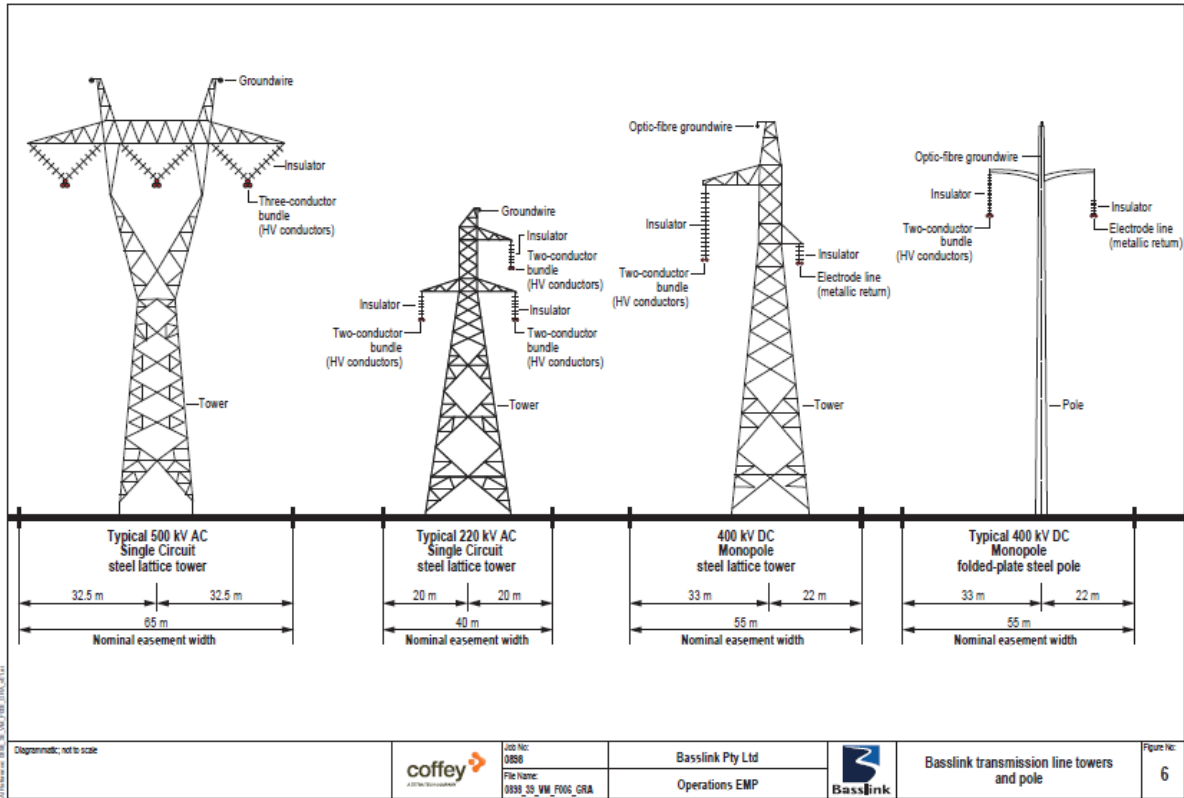 Groundwire
Insulator
Three-conductor
bundle
(HV conductors)
Tower
Groundwire
Insulator
Two-conductor
bundle
(HV conductors)
Insulator
Two-conductor
bundle
(HV conductors)
Insulator
Two-conductor
bundle
(HV conductors)
Tower
Optic-fibre groundwire
Insulator
Two-conductor
bundle
(HV conductors)
Insulator
Electrode line
(metallic return)
Tower
Optic-fibre groundwire
Insulator
Two-conductor
bundle
(HV conductors)
Insulator
Electrode line
(metallic return)
Pole
Typical 500 kV AC
Single Circuit
steel lattice tower
32.5 m 32.5 m
65 m
Nominal easement width
Typical 220 kV AC
Single Circuit
steel lattice tower
20 m 20 m
40 m
Nominal easement width
400 kV DC
Monopole
steel lattice tower
33 m 22 m
55 m
Nominal easement width
Typical 400 kV DC
Monopole
folded-plate steel pole
33 m 22 m
55 m
Nominal easement width
Diagrammatic; not to scale
coffey
A TETRA TECH COMPANY
Job No:
0898
File Name:
0898_39_VM_F006_GRA
Basslink Pty Ltd
Operations EMP
Basslink
Basslink transmission line towers
and pole
Figure No:
6